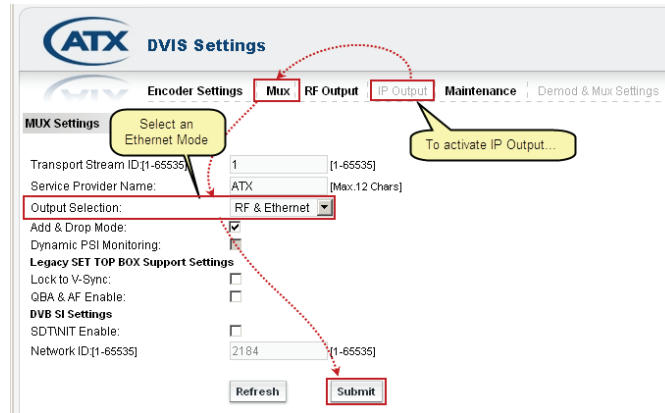 ATX
DVIS Settings
Encoder Settings Mux RF Output IP Output Maintenance Demod & Mux Settings
MUX Settings
Select an
Ethernet Mode
To activate IP Output...
Transport Stream ID:[1-65535] 1 [1-65535]
Service Provider Name: ATX [Max.12 Chars]
Output Selection: RF & Ethernet
Add & Drop Mode:
Dynamic PSI Monitoring:
Legacy SET TOP BOX Support Settings
Lock to V-Sync:
QBA & AF Enable:
DVB SI Settings
SDT\NIT Enable:
Network ID:[1-65535] 2184 [1-65535]
Refresh Submit